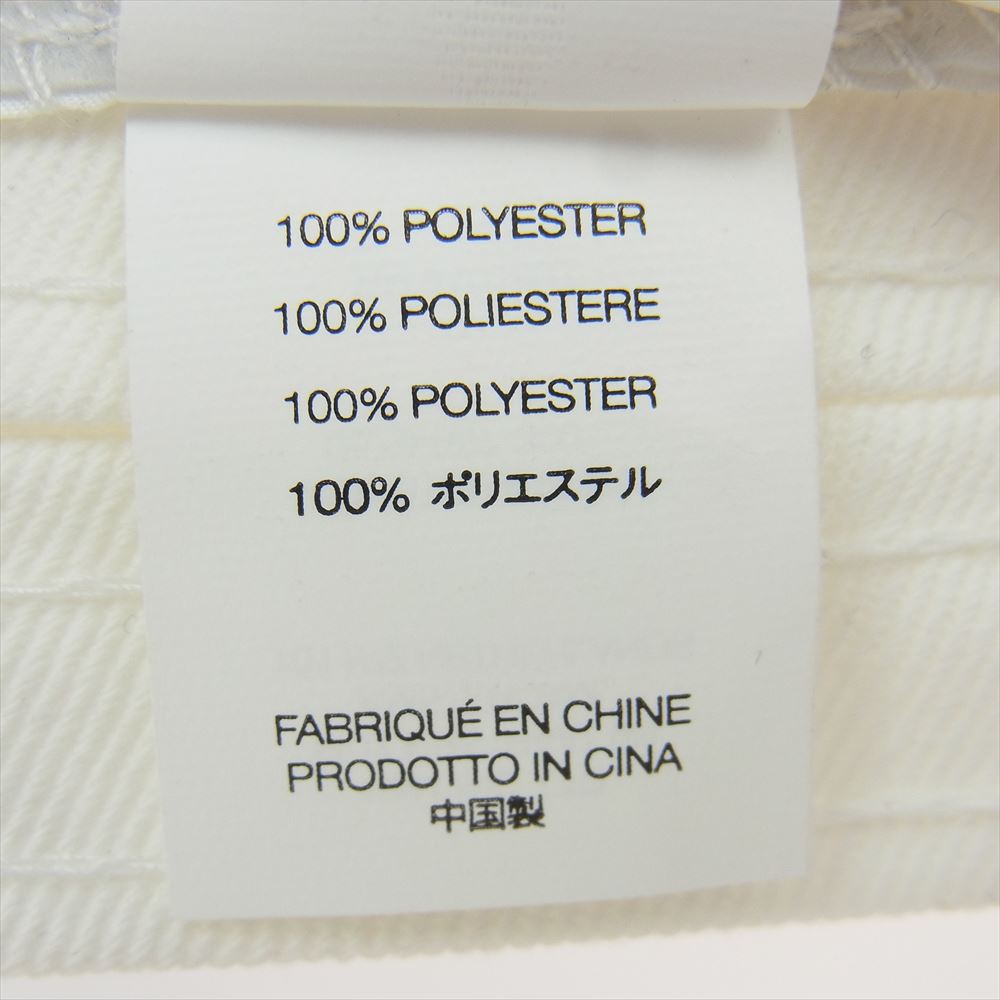 100% POLYESTER
100% POLIESTERE
100% POLYESTER
100% ポリエステル
FABRIQUÉ EN CHINE
PRODOTTO IN CINA
中国製